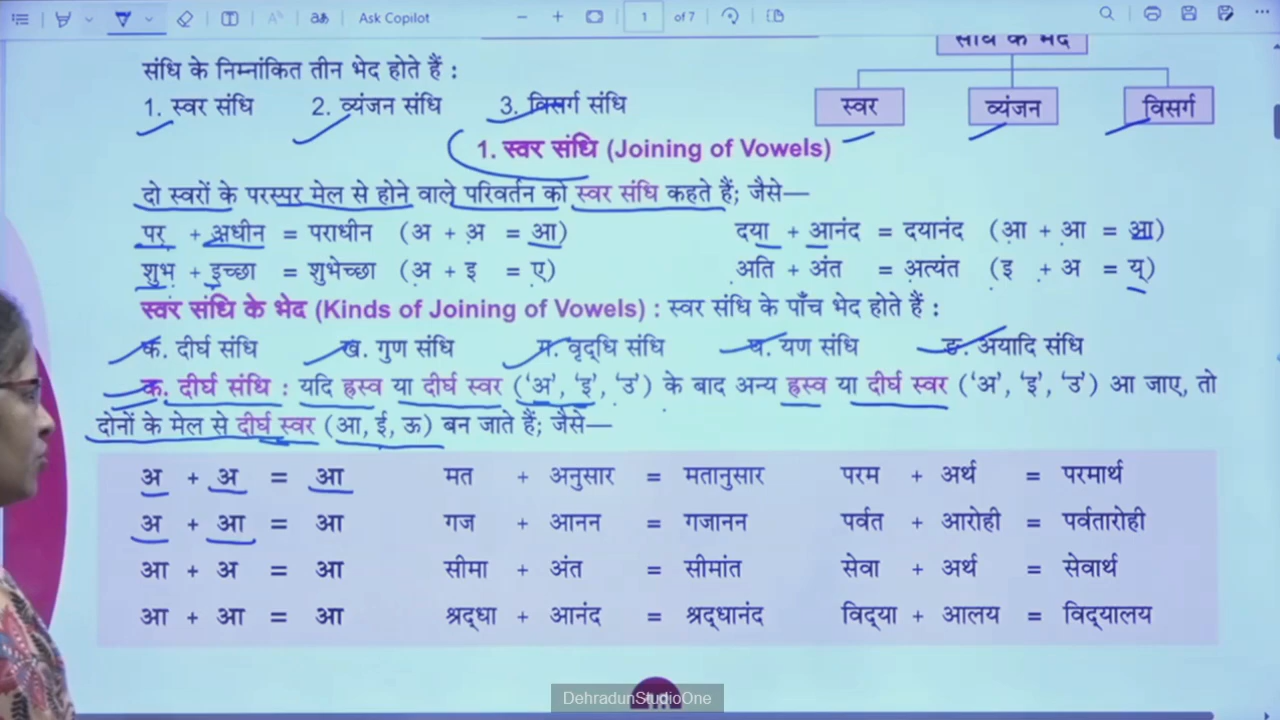 Ask Copilot
1
of 7
संधि के भेद
संधि के निम्नांकित तीन भेद होते हैं :
1. स्वर संधि 2. व्यंजन संधि 3. विसर्ग संधि
स्वर व्यंजन विसर्ग
1. स्वर संधि (Joining of Vowels)
दो स्वरों के परस्पर मेल से होने वाले परिवर्तन को स्वर संधि कहते हैं; जैसे—
पर + अधीन = पराधीन (अ + अ = आ) दया + आनंद = दयानंद (आ + आ = आ)
शुभ + इच्छा = शुभेच्छा (अ + इ = ए) अति + अंत = अत्यंत (इ + अ = य्)
स्वर संधि के भेद (Kinds of Joining of Vowels) : स्वर संधि के पाँच भेद होते हैं :
क. दीर्घ संधि ख. गुण संधि ग. वृद्धि संधि घ. यण संधि ङ. अयादि संधि
क. दीर्घ संधि : यदि ह्रस्व या दीर्घ स्वर (‘अ’, ‘इ’, ‘उ’) के बाद अन्य ह्रस्व या दीर्घ स्वर (‘अ’, ‘इ’, ‘उ’) आ जाए, तो
दोनों के मेल से दीर्घ स्वर (आ, ई, ऊ) बन जाते हैं; जैसे—
अ + अ = आ मत + अनुसार = मतानुसार परम + अर्थ = परमार्थ
अ + आ = आ गज + आनन = गजानन पर्वत + आरोही = पर्वतारोही
आ + अ = आ सीमा + अंत = सीमांत सेवा + अर्थ = सेवार्थ
आ + आ = आ श्रद्धा + आनंद = श्रद्धानंद विद्या + आलय = विद्यालय
DehradunStudioOne